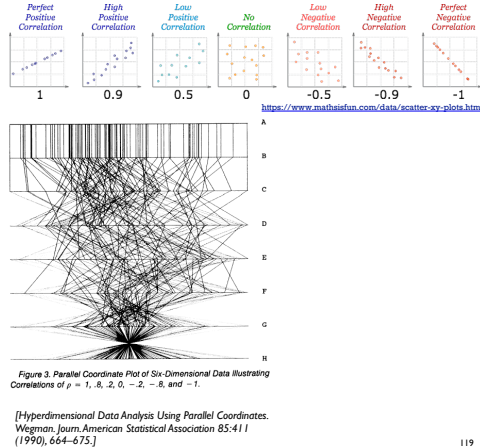 Perfect Positive Correlation
High Positive Correlation
Low Positive Correlation
No Correlation
Low Negative Correlation
High Negative Correlation
Perfect Negative Correlation
1 0.9 0.5 0 -0.5 -0.9 -1
https://www.mathsisfun.com/data/scatter-xy-plots.htm
A
B
C
D
E
F
G
H
Figure 3. Parallel Coordinate Plot of Six-Dimensional Data Illustrating
Correlations of ρ = 1, .8, .2, 0, −.2, −.8, and −1.
[Hyperdimensional Data Analysis Using Parallel Coordinates.
Wegman. Journ. American Statistical Association 85:411
(1990), 664–675.]
119